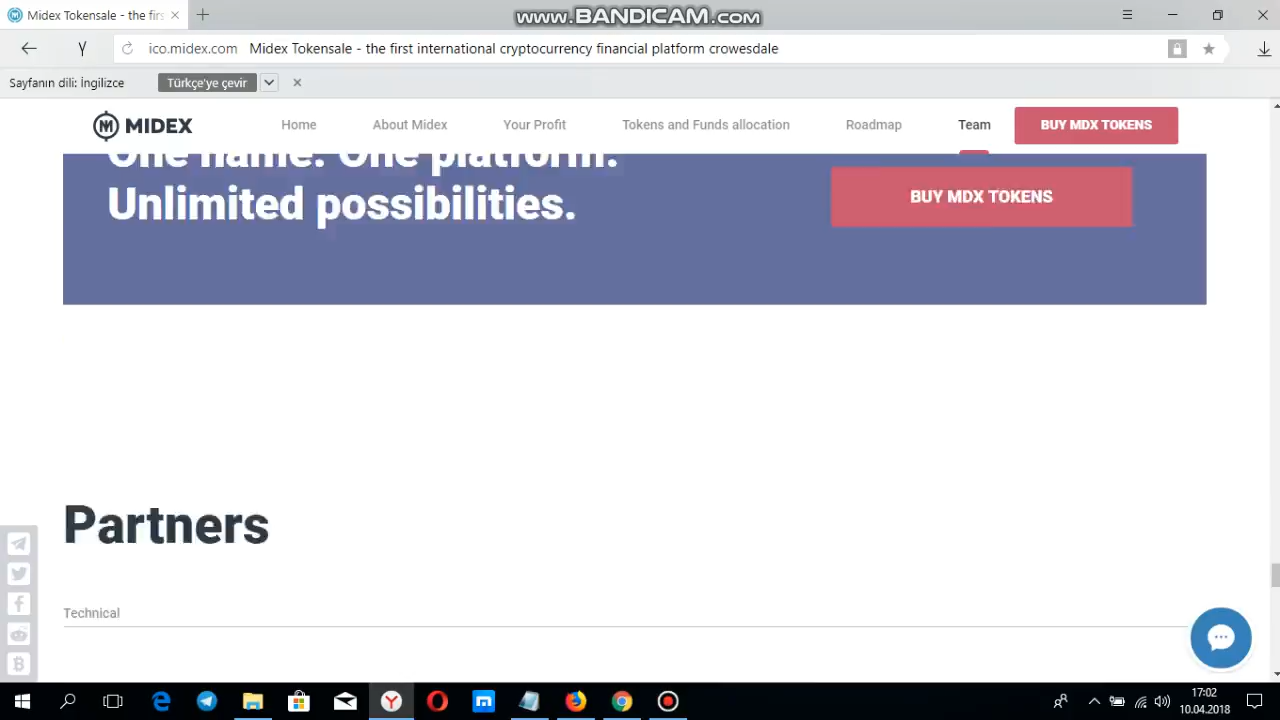 www.BANDICAM.com
Midex Tokensale - the firs
ico.midex.com Midex Tokensale - the first international cryptocurrency financial platform crowesdale
Sayfanın dili: İngilizce Türkçe'ye çevir
MIDEX Home About Midex Your Profit Tokens and Funds allocation Roadmap Team BUY MDX TOKENS
One name. One platform.
Unlimited possibilities.
BUY MDX TOKENS
Partners
Technical
17:02
10.04.2018